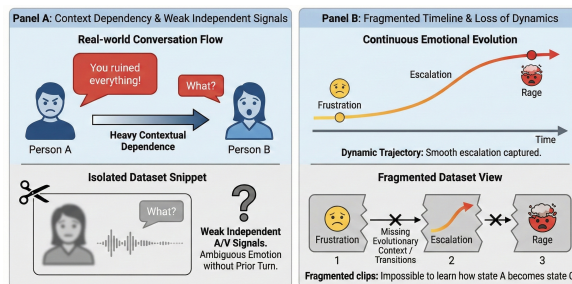 Panel A: Context Dependency & Weak Independent Signals
Real-world Conversation Flow
You ruined
everything!
What?
Heavy Contextual
Dependence
Person A
Person B
Isolated Dataset Snippet
What?
?
Weak Independent
A/V Signals.
Ambiguous Emotion
without Prior Turn.
Panel B: Fragmented Timeline & Loss of Dynamics
Continuous Emotional Evolution
Escalation
Frustration
Rage
Time
Dynamic Trajectory: Smooth escalation captured.
Fragmented Dataset View
Frustration
Missing
Evolutionary
Context /
Transitions
Escalation
Rage
1
2
3
Fragmented clips: Impossible to learn how state A becomes state